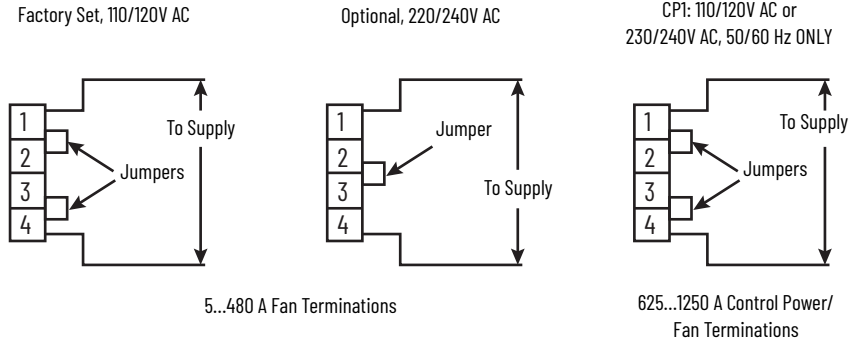 Factory Set, 110/120V AC
1
2
3
4
To Supply
Jumpers
Optional, 220/240V AC
1
2
3
4
Jumper
To Supply
5...480 A Fan Terminations
CP1: 110/120V AC or
230/240V AC, 50/60 Hz ONLY
1
2
3
4
To Supply
Jumpers
625...1250 A Control Power/
Fan Terminations